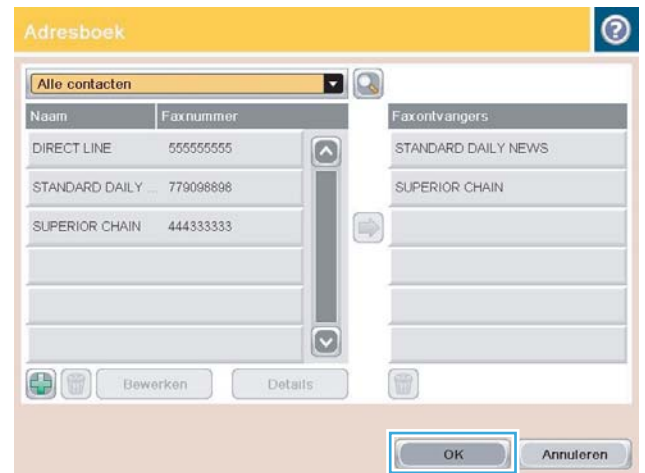 Adresboek
?
Alle contacten
Naam Faxnummer Faxontvangers
DIRECT LINE 555555555 STANDARD DAILY NEWS
STANDARD DAILY ... 779098898 SUPERIOR CHAIN
SUPERIOR CHAIN 444333333
Bewerken Details
OK Annuleren